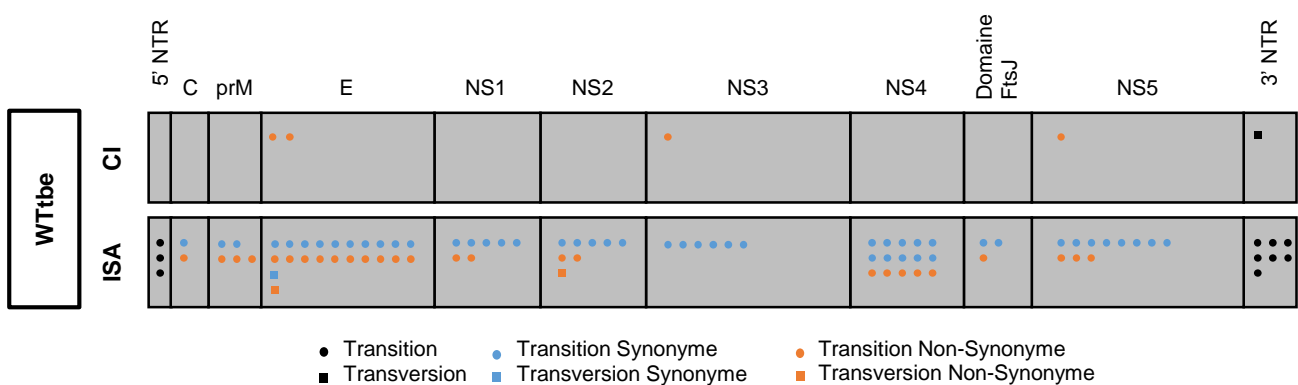 5' NTR
C
prM
E
NS1
NS2
NS3
NS4
Domaine
FtsJ
NS5
3' NTR
WTtbe
CI
ISA
Transition
Transition Synonyme
Transition Non-Synonyme
Transversion
Transversion Synonyme
Transversion Non-Synonyme